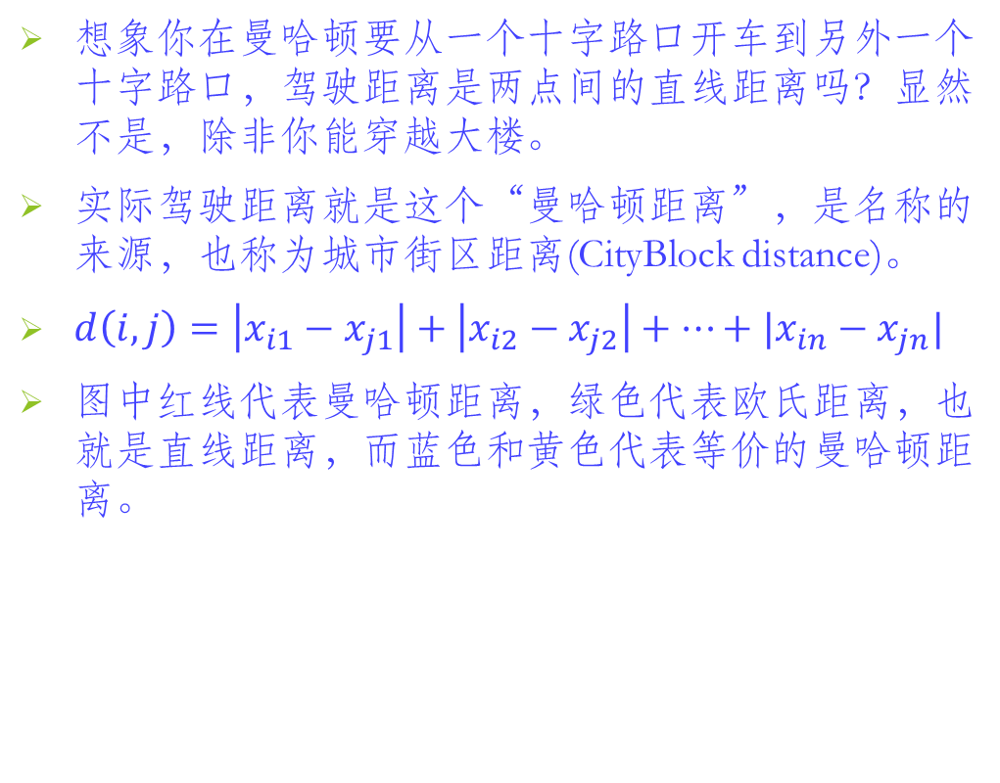 ➢ 想象你在曼哈顿要从一个十字路口开车到另外一个
十字路口，驾驶距离是两点间的直线距离吗？显然
不是，除非你能穿越大楼。
➢ 实际驾驶距离就是这个“曼哈顿距离”，是名称的
来源，也称为城市街区距离(CityBlock distance)。
➢ d(i,j) = |x_{i1} − x_{j1}| + |x_{i2} − x_{j2}| + ⋯ + |x_{in} − x_{jn}|
➢ 图中红线代表曼哈顿距离，绿色代表欧氏距离，也
就是直线距离，而蓝色和黄色代表等价的曼哈顿距
离。